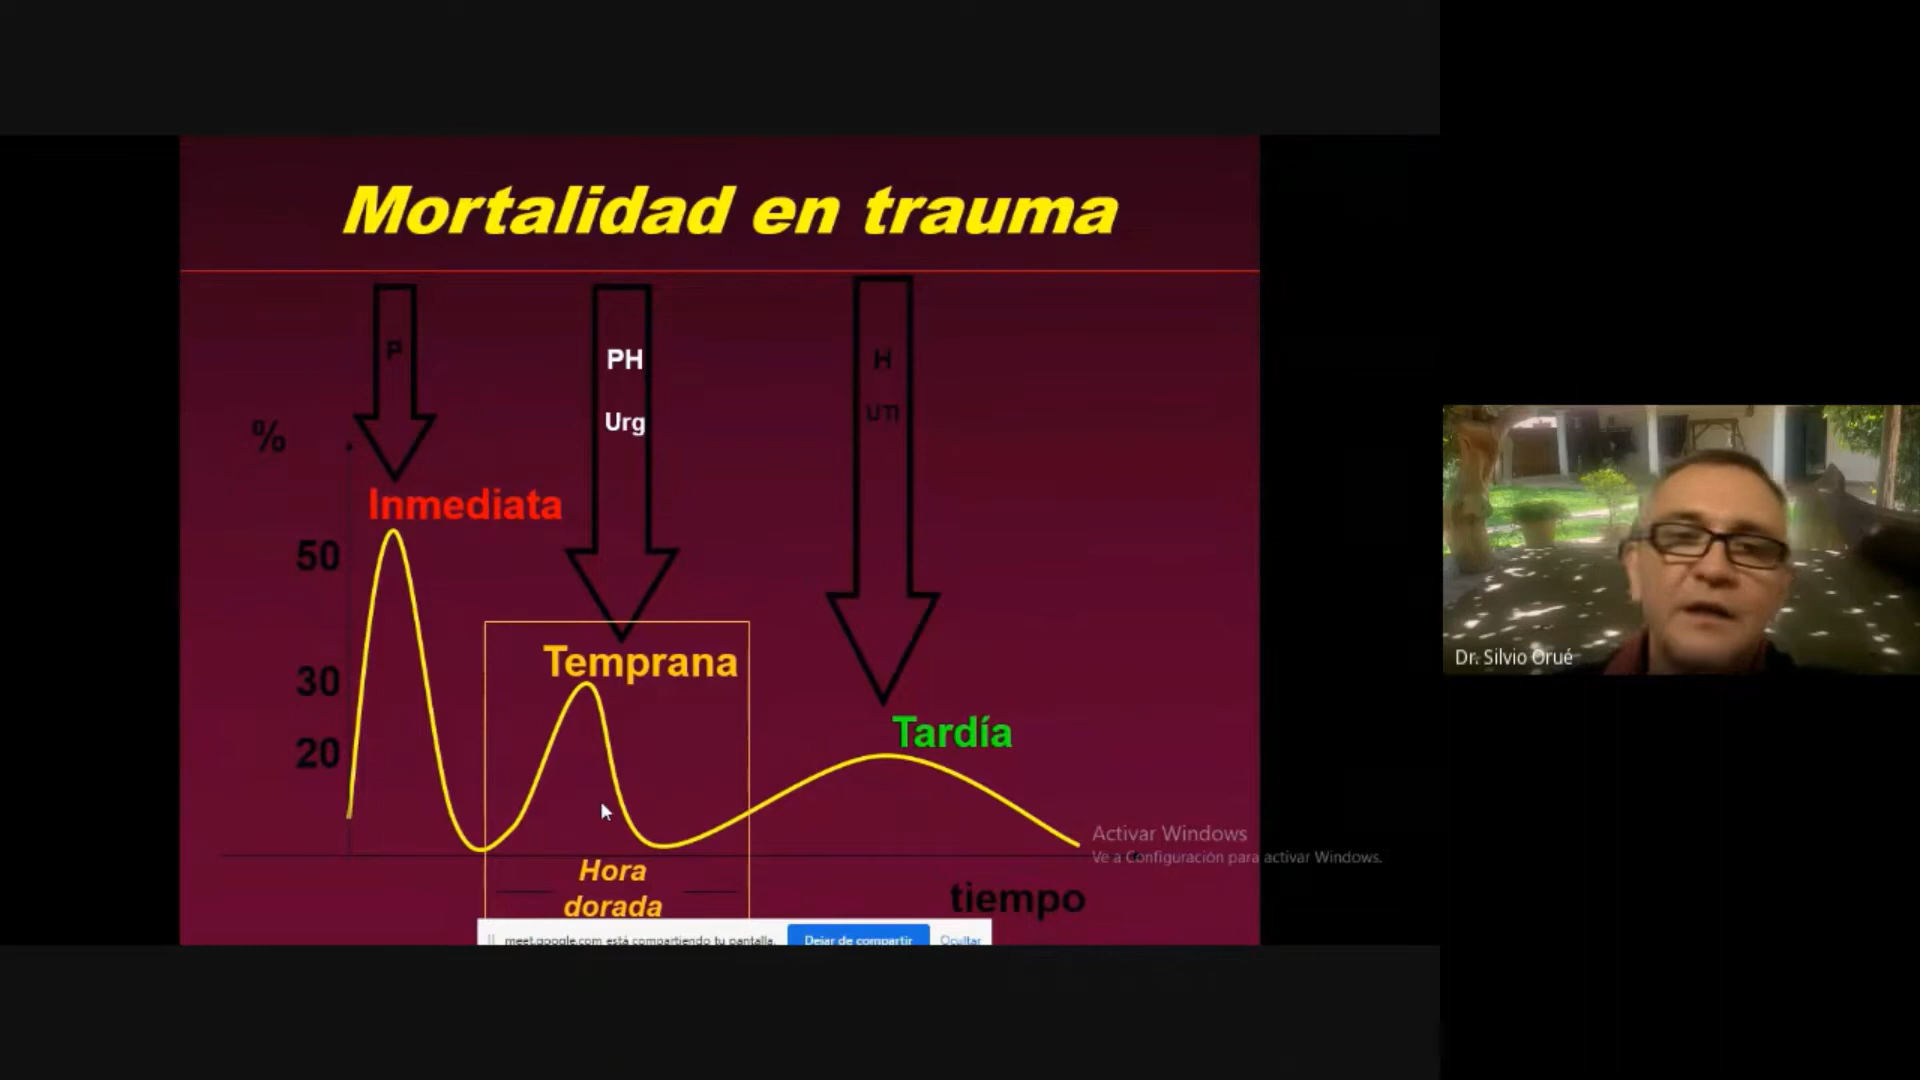 Mortalidad en trauma
P
PH
Urg
H
UTI
%
Inmediata
50
Temprana
30
Tardía
20
Activar Windows
Ve a Configuración para activar Windows.
Hora
dorada
tiempo
meet.google.com está compartiendo tu pantalla.
Dejar de compartir
Ocultar
Dr. Silvio Orué